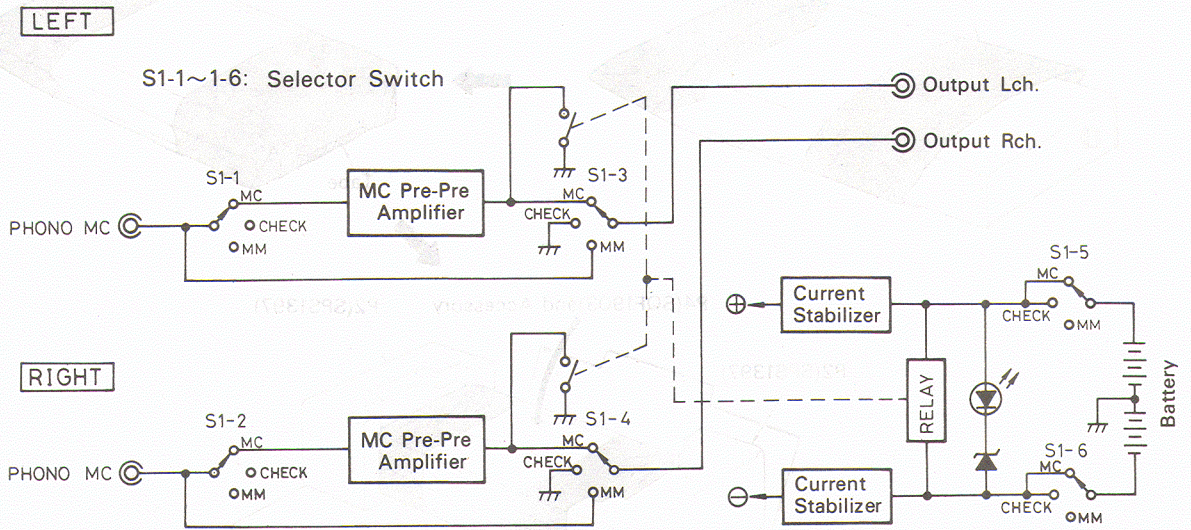 LEFT
S1-1~1-6: Selector Switch
Output Lch.
Output Rch.
S1-1
MC
CHECK
MM
PHONO MC
MC Pre-Pre
Amplifier
S1-3
MC
CHECK
MM
S1-5
MC
CHECK
MM
Current
Stabilizer
RIGHT
RELAY
Battery
S1-2
MC
CHECK
MM
PHONO MC
MC Pre-Pre
Amplifier
S1-4
MC
CHECK
MM
S1-6
MC
CHECK
MM
Current
Stabilizer